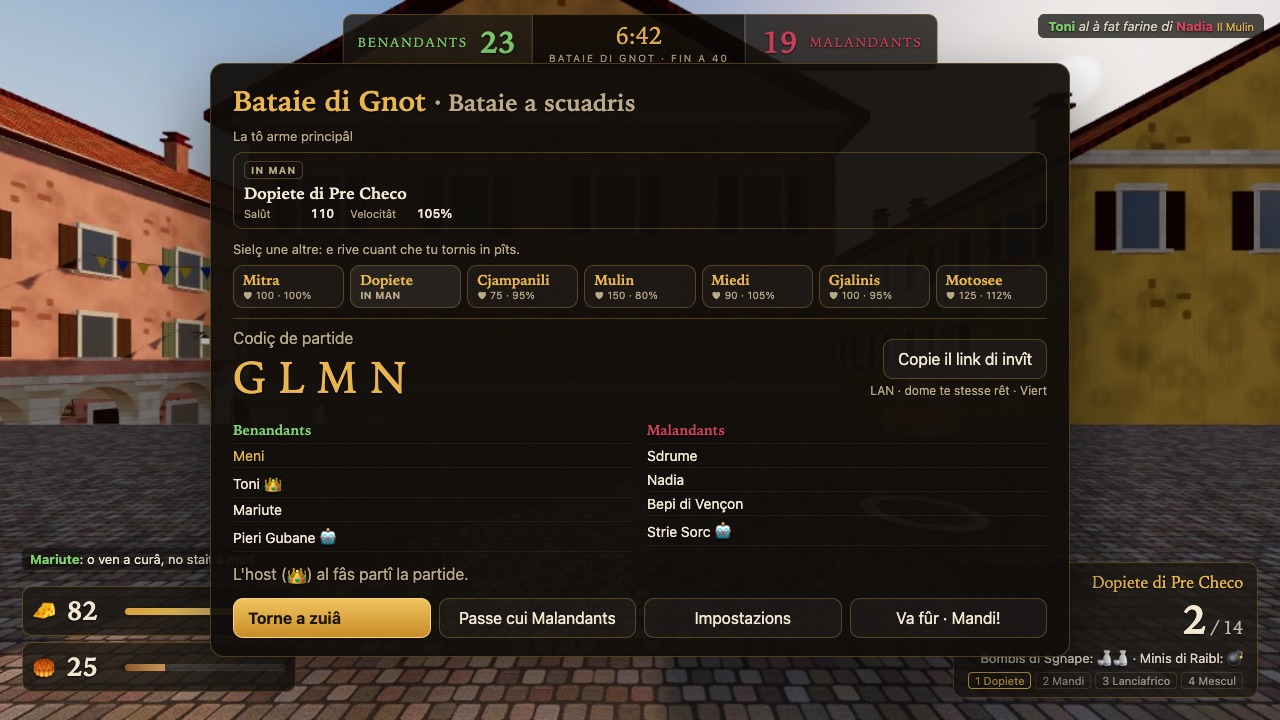 BENANDANTS 23
6:42
BATAIE DI GNOT · FIN A 40
19 MALANDANTS
Toni al à fat farine di Nadia Il Mulin
Bataie di Gnot · Bataie a scuadris
La tô arme principâl
IN MAN
Dopiete di Pre Checo
Salût 110 Velocitât 105%
Sielç une altre: e rive cuant che tu tornis in pîts.
Mitra
♥ 100 · 100%
Dopiete
IN MAN
Cjampanili
♥ 75 · 95%
Mulin
♥ 150 · 80%
Miedi
♥ 90 · 105%
Gjalinis
♥ 100 · 95%
Motosee
♥ 125 · 112%
Codiç de partide
GLMN
Copie il link di invît
LAN · dome te stesse rêt · Viert
Benandants
Meni
Toni 👑
Mariute
Pieri Gubane 🤖
Malandants
Sdrume
Nadia
Bepi di Vençon
Strie Sorc 🤖
L'host (👑) al fâs partî la partide.
Torne a zuiâ
Passe cui Malandants
Impostazions
Va fûr · Mandi!
Mariute: o ven a curâ, no stait a murî
82
25
Dopiete di Pre Checo
2 / 14
Bombis di Sgnape: · Minis di Raibl:
1 Dopiete
2 Mandi
3 Lanciafrico
4 Mescul